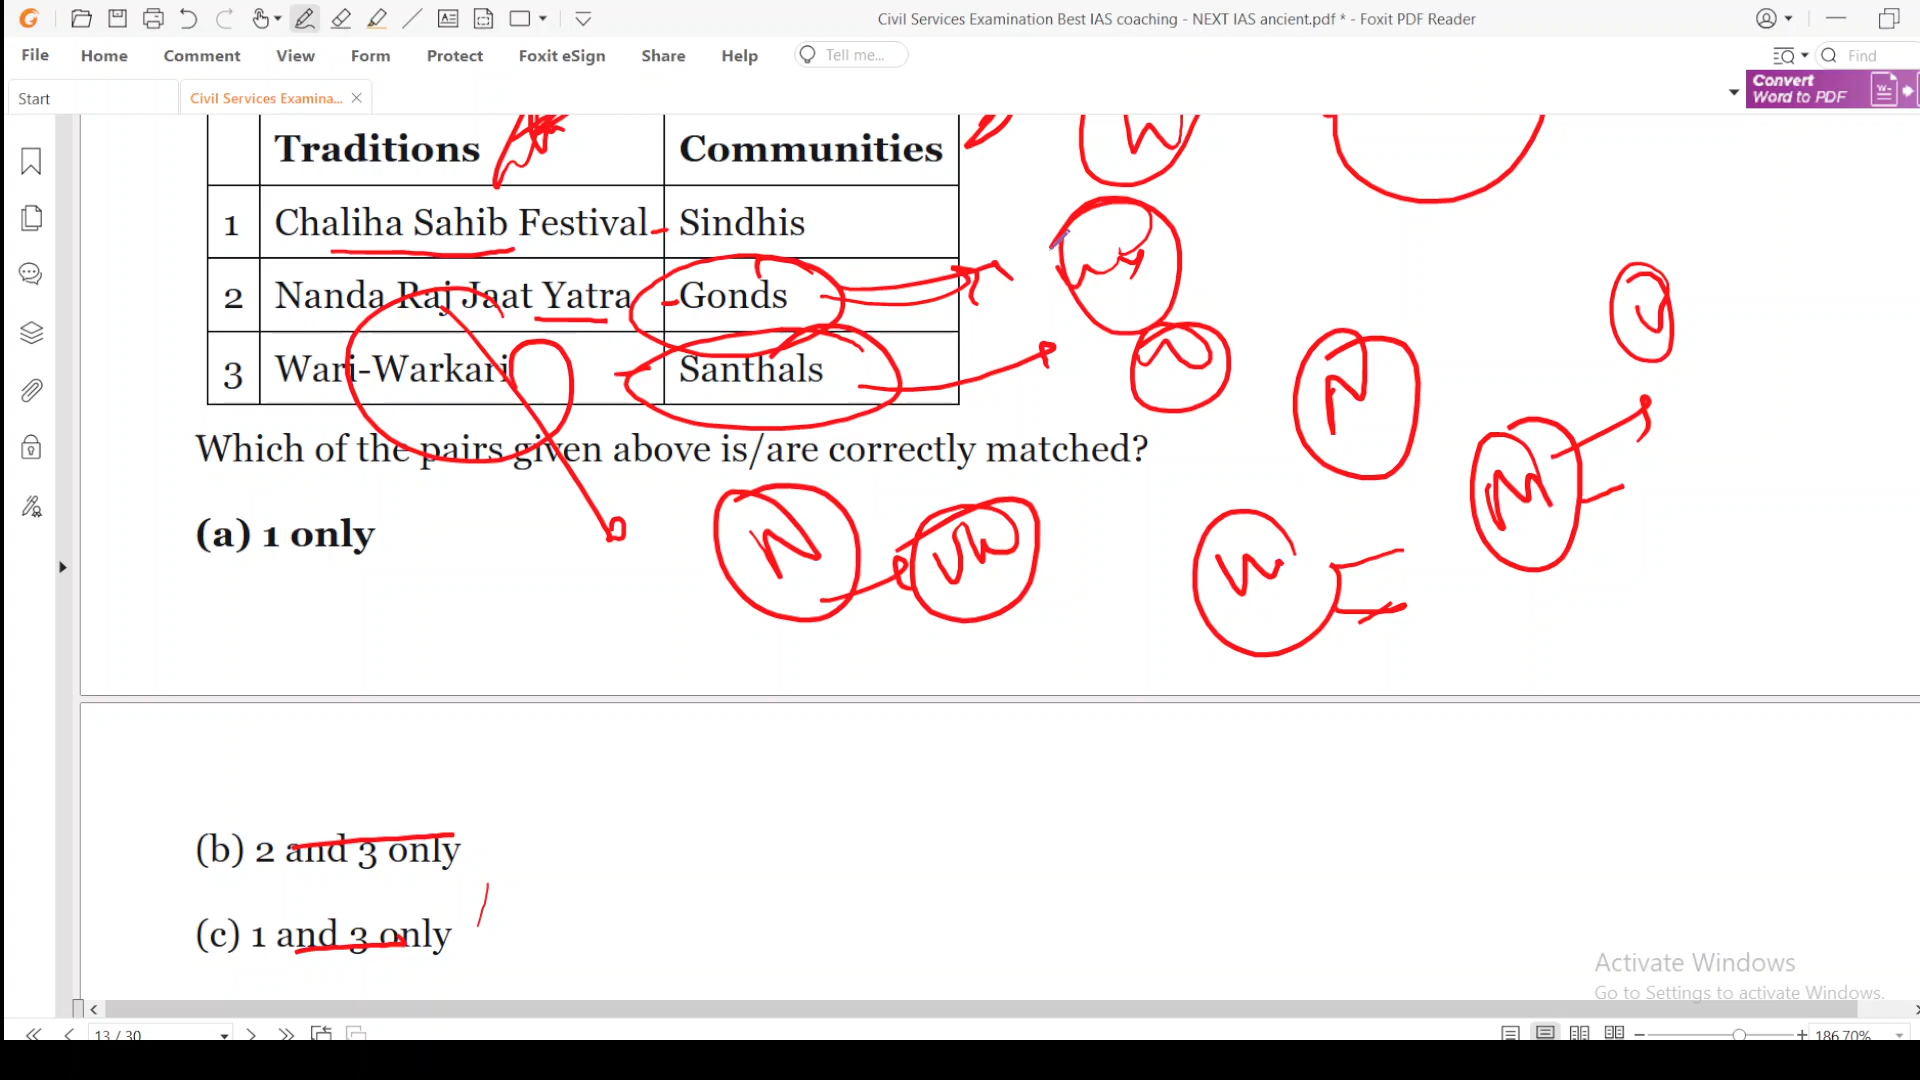 Civil Services Examination Best IAS coaching - NEXT IAS ancient.pdf * - Foxit PDF Reader
File Home Comment View Form Protect Foxit eSign Share Help Tell me... Find
Start Civil Services Examina... Convert
Word to PDF
Traditions Communities
1 Chaliha Sahib Festival Sindhis
2 Nanda Raj Jaat Yatra Gonds
3 Wari-Warkari Santhals
Which of the pairs given above is/are correctly matched?
(a) 1 only
(b) 2 and 3 only
(c) 1 and 3 only
Activate Windows
Go to Settings to activate Windows.
13 / 30 186.70%